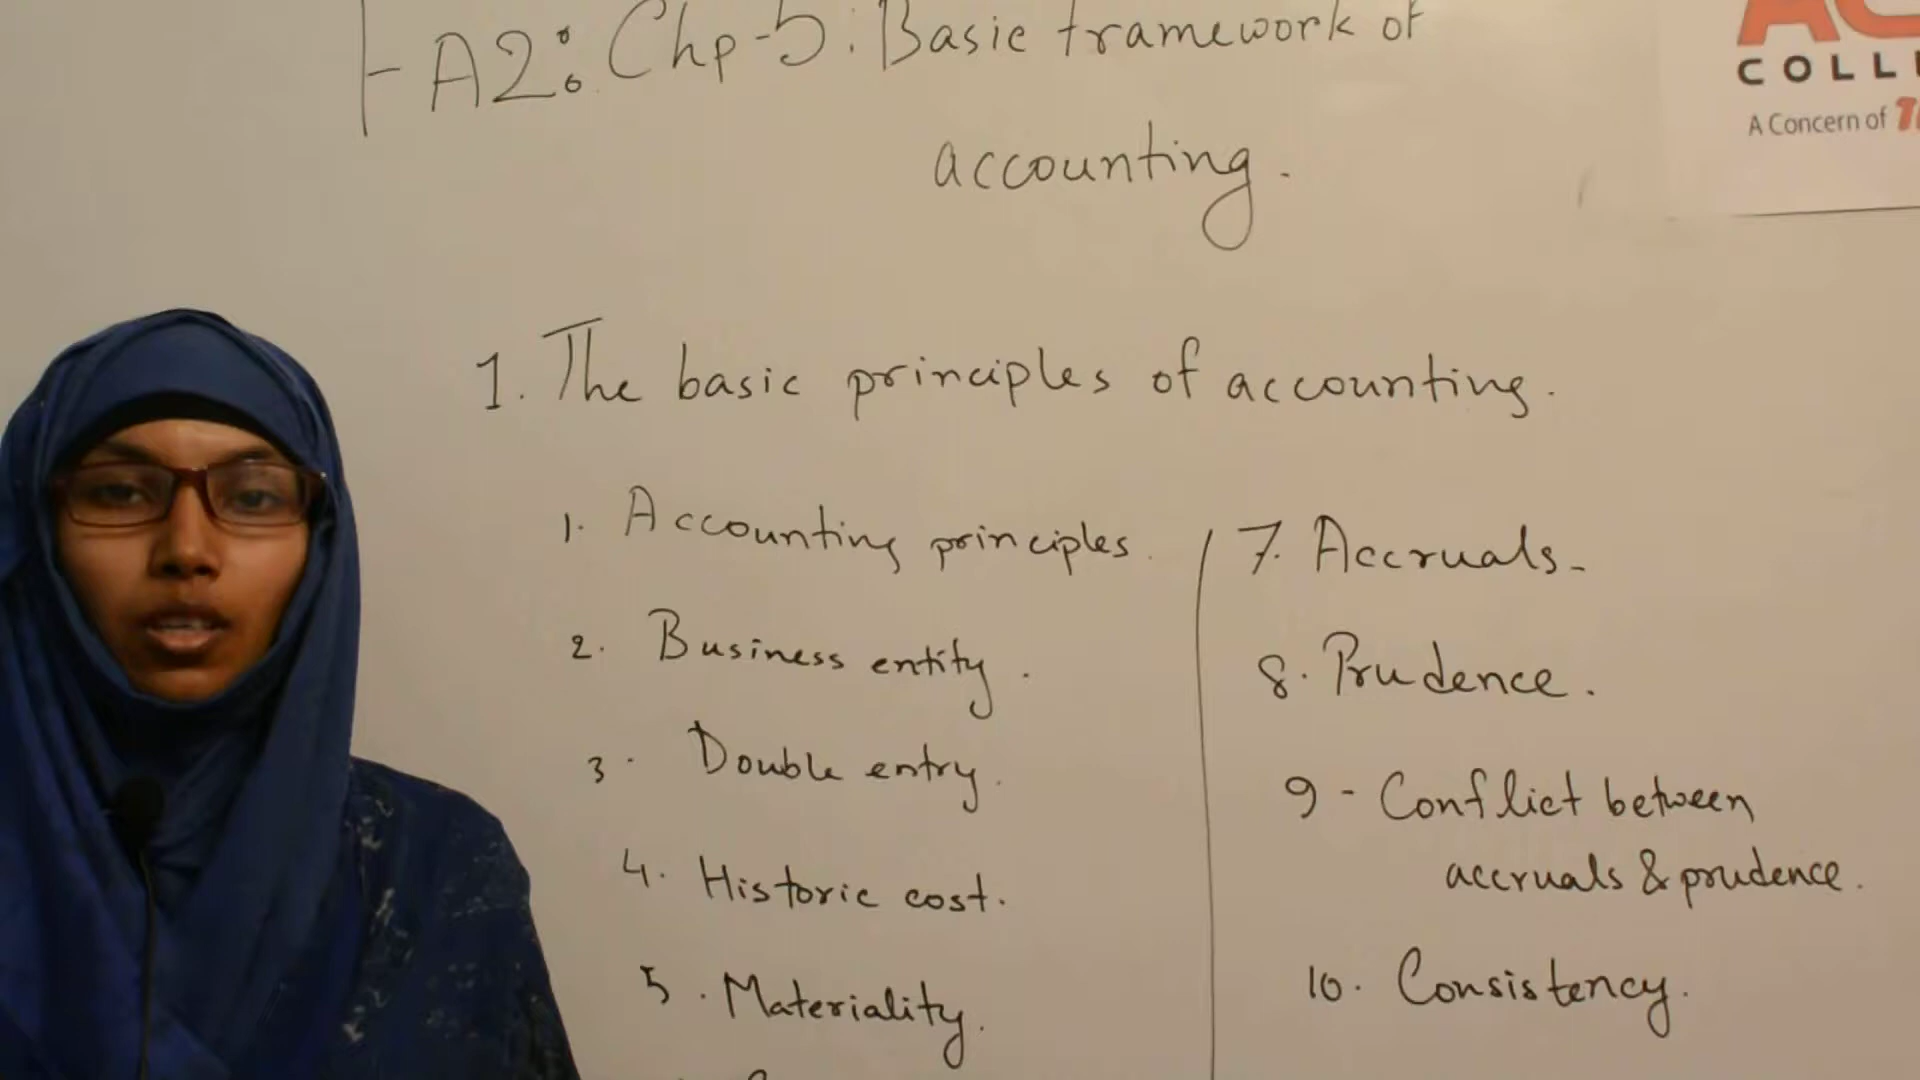 FA2: Chp-5: Basic framework of
accounting.
COLL
A Concern of
1. The basic principles of accounting.
1. Accounting principles.
2. Business entity.
3. Double entry.
4. Historic cost.
5. Materiality.
7. Accruals-
8. Prudence.
9- Conflict between
accruals & prudence.
10. Consistency.